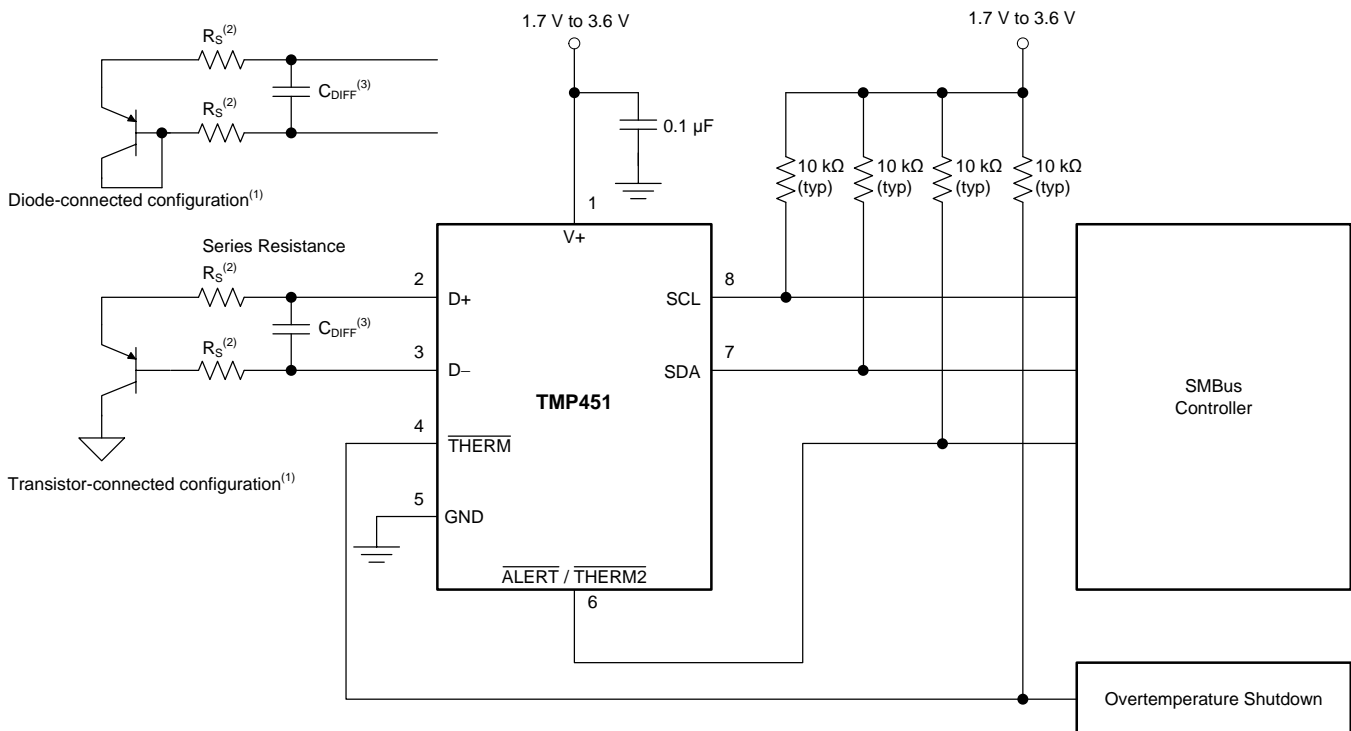 1.7 V to 3.6 V
1.7 V to 3.6 V
RS(2)
CDIFF(3)
RS(2)
0.1 µF
10 kΩ
(typ)
10 kΩ
(typ)
10 kΩ
(typ)
10 kΩ
(typ)
Diode-connected configuration(1)
1
V+
Series Resistance
RS(2)
2
D+
CDIFF(3)
RS(2)
3
D−
TMP451
8
SCL
7
SDA
SMBus
Controller
4
THERM
Transistor-connected configuration(1)
5
GND
ALERT / THERM2
6
Overtemperature Shutdown